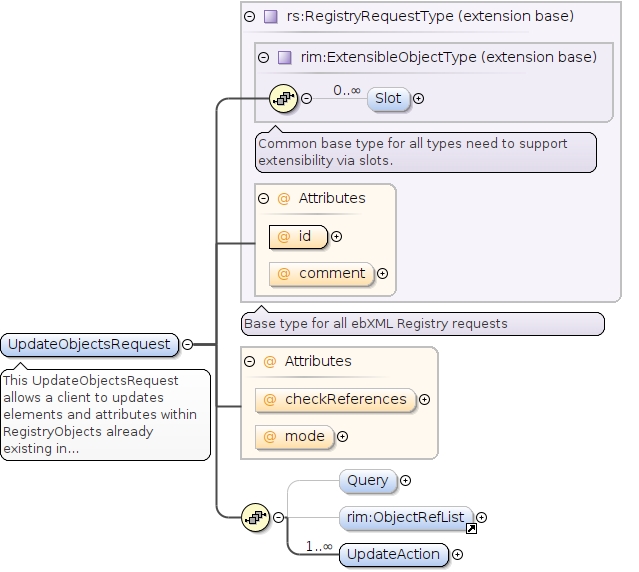 rs:RegistryRequestType (extension base)
rim:ExtensibleObjectType (extension base)
0..∞
Slot
Common base type for all types need to support
extensibility via slots.
@ Attributes
@ id
@ comment
Base type for all ebXML Registry requests
UpdateObjectsRequest
This UpdateObjectsRequest
allows a client to updates
elements and attributes within
RegistryObjects already
existing in...
@ Attributes
@ checkReferences
@ mode
Query
rim:ObjectRefList
1..∞
UpdateAction